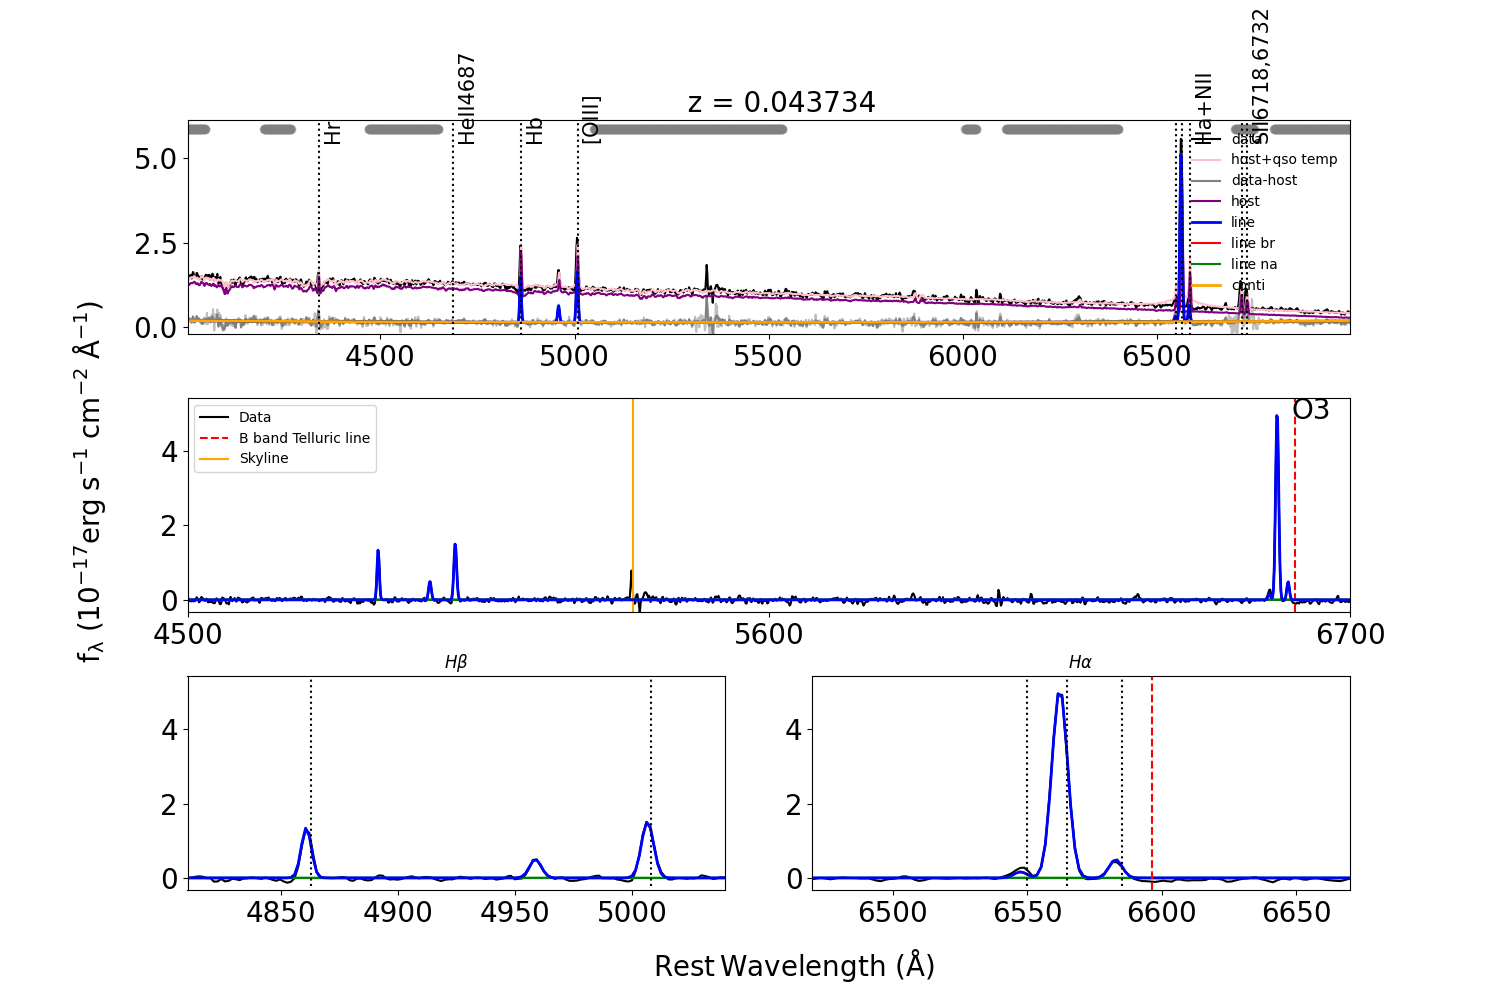 z = 0.043734
Hr
HeII4687
Hb
[OIII]
Ha+NII
SII6718,6732
data
host+qso temp
data-host
host
line
line br
line na
conti
5.0
2.5
0.0
4500
5000
5500
6000
6500
Data
B band Telluric line
Skyline
O3
4
2
0
4500
5600
6700
fλ (10⁻¹⁷erg s⁻¹ cm⁻² Å⁻¹)
Hβ
4
2
0
4850
4900
4950
5000
Hα
4
2
0
6500
6550
6600
6650
Rest Wavelength (Å)